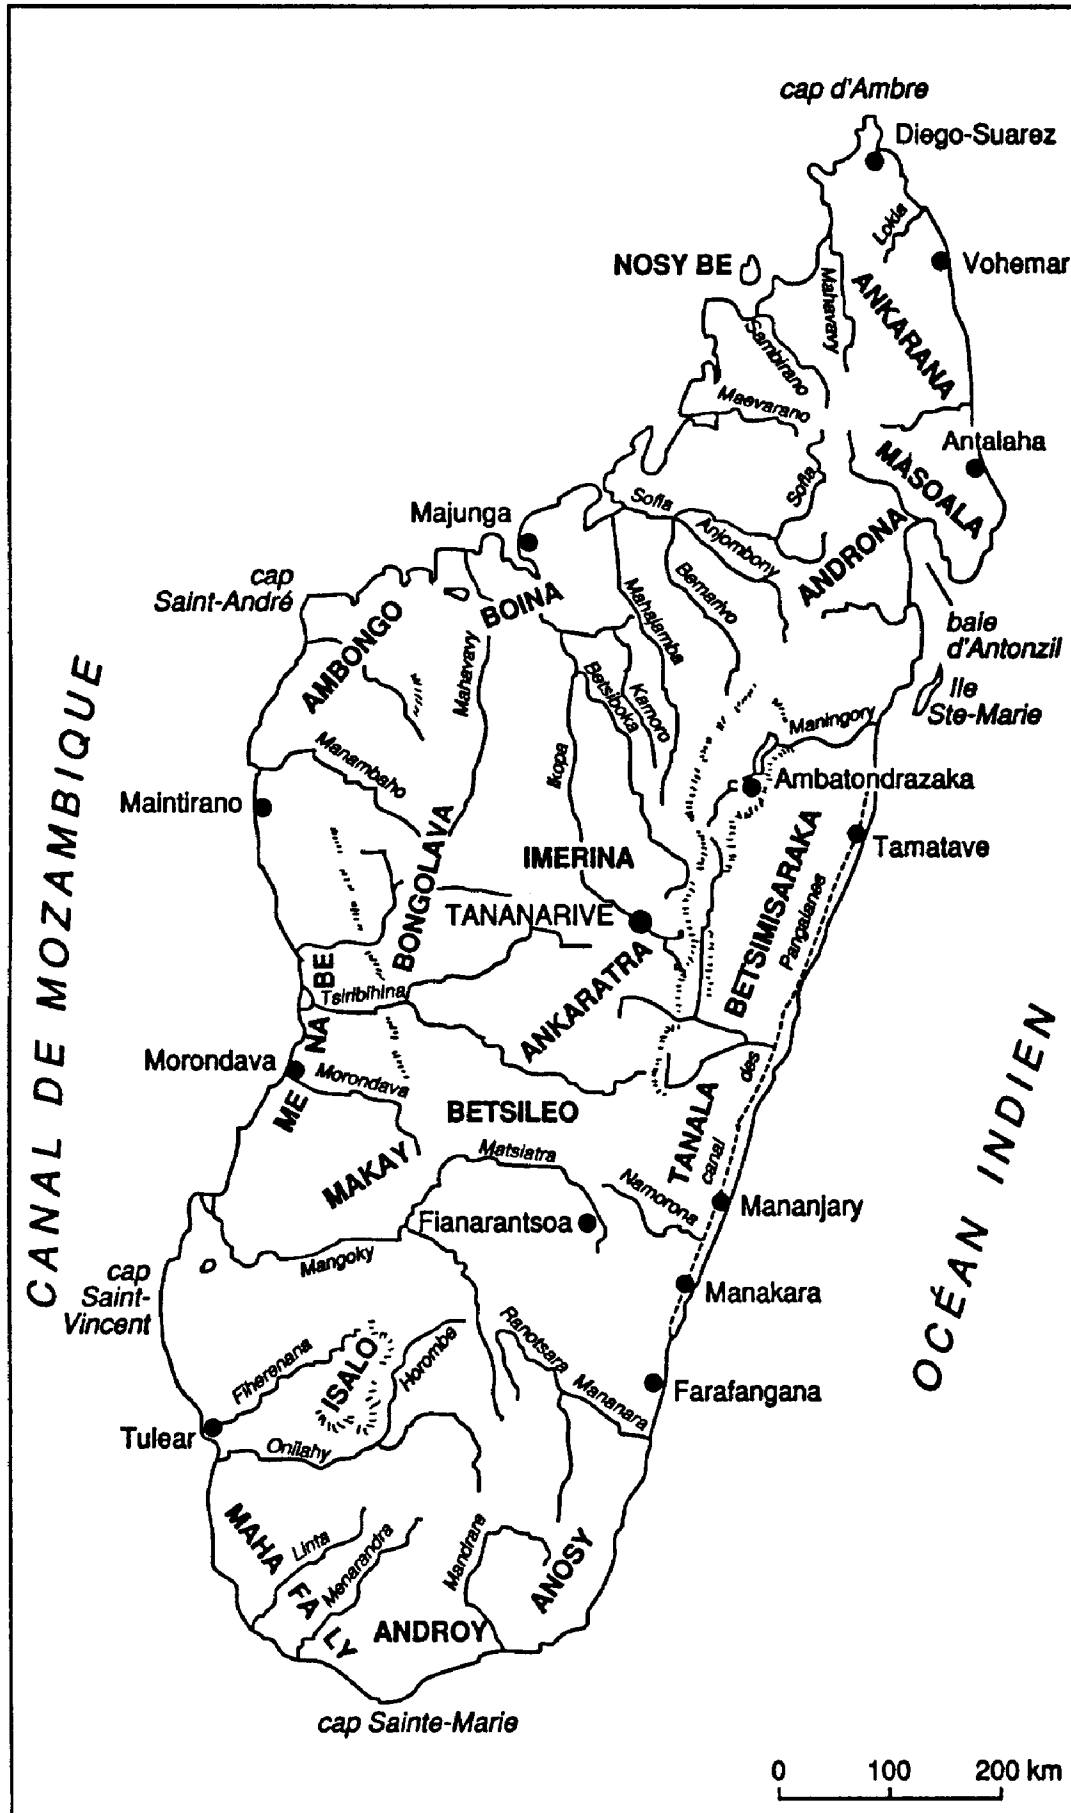 cap d'Ambre
Diego-Suarez
Lokia
NOSY BE
Vohemar
Mahavavy
ANKARANA
Sambirano
Maevarano
Antalaha
MASOALA
Sofia
Sofia
Majunga
Anjombony
ANDRONA
cap
Saint-André
Bemarivo
BOINA
AMBONGO
Mahajamba
baie
d'Antonzil
Mahavavy
Betsiboka
Kamoro
Ile
Ste-Marie
Maningory
Manambaho
Ikopa
Ambatondrazaka
Maintirano
CANAL DE MOZAMBIQUE
Tamatave
IMERINA
BETSIMISARAKA
BONGOLAVA
TANANARIVE
Pangalanes
BE
Tsiribihina
ANKARATRA
NA
Morondava
Morondava
des
ME
BETSILEO
TANALA
OCÉAN INDIEN
Matsiatra
canal
MAKAY
Namorona
Mananjary
Fianarantsoa
Mangoky
cap
Saint-
Vincent
Manakara
Ranotsara
Fiherenana
ISALO
Horombe
Farafangana
Mananara
Tulear
Onilahy
MAHA
Linta
Menarandra
Mandrare
FA
ANOSY
LY
ANDROY
cap Sainte-Marie
0 100 200 km